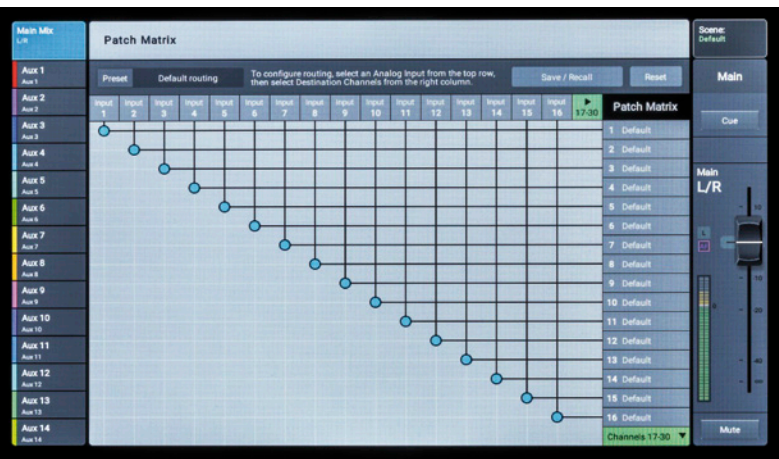 Main Mix
L/R
Patch Matrix
Scene:
Default
Aux 1
Aux 1
Aux 2
Aux 2
Aux 3
Aux 3
Aux 4
Aux 4
Aux 5
Aux 5
Aux 6
Aux 6
Aux 7
Aux 7
Aux 8
Aux 8
Aux 9
Aux 9
Aux 10
Aux 10
Aux 11
Aux 11
Aux 12
Aux 12
Aux 13
Aux 13
Aux 14
Aux 14
Preset
Default routing
To configure routing, select an Analog Input from the top row,
then select Destination Channels from the right column.
Save / Recall
Reset
Input 1
Input 2
Input 3
Input 4
Input 5
Input 6
Input 7
Input 8
Input 9
Input 10
Input 11
Input 12
Input 13
Input 14
Input 15
Input 16
17-30
Patch Matrix
1 Default
2 Default
3 Default
4 Default
5 Default
6 Default
7 Default
8 Default
9 Default
10 Default
11 Default
12 Default
13 Default
14 Default
15 Default
16 Default
Channels 17-30
Main
Cue
Main
L/R
10
L
10
0
20
40
Mute